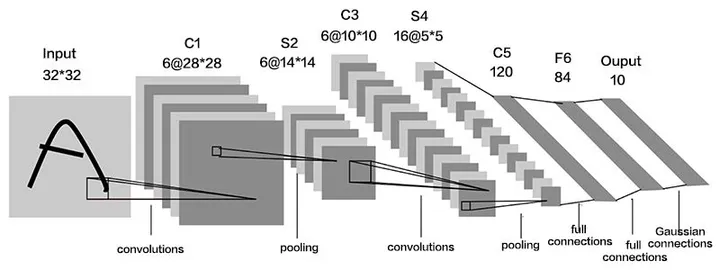 Input
32*32
C1
6@28*28
S2
6@14*14
C3
6@10*10
S4
16@5*5
C5
120
F6
84
Ouput
10
A
convolutions
pooling
convolutions
pooling
full
connections
full
connections
Gaussian
connections